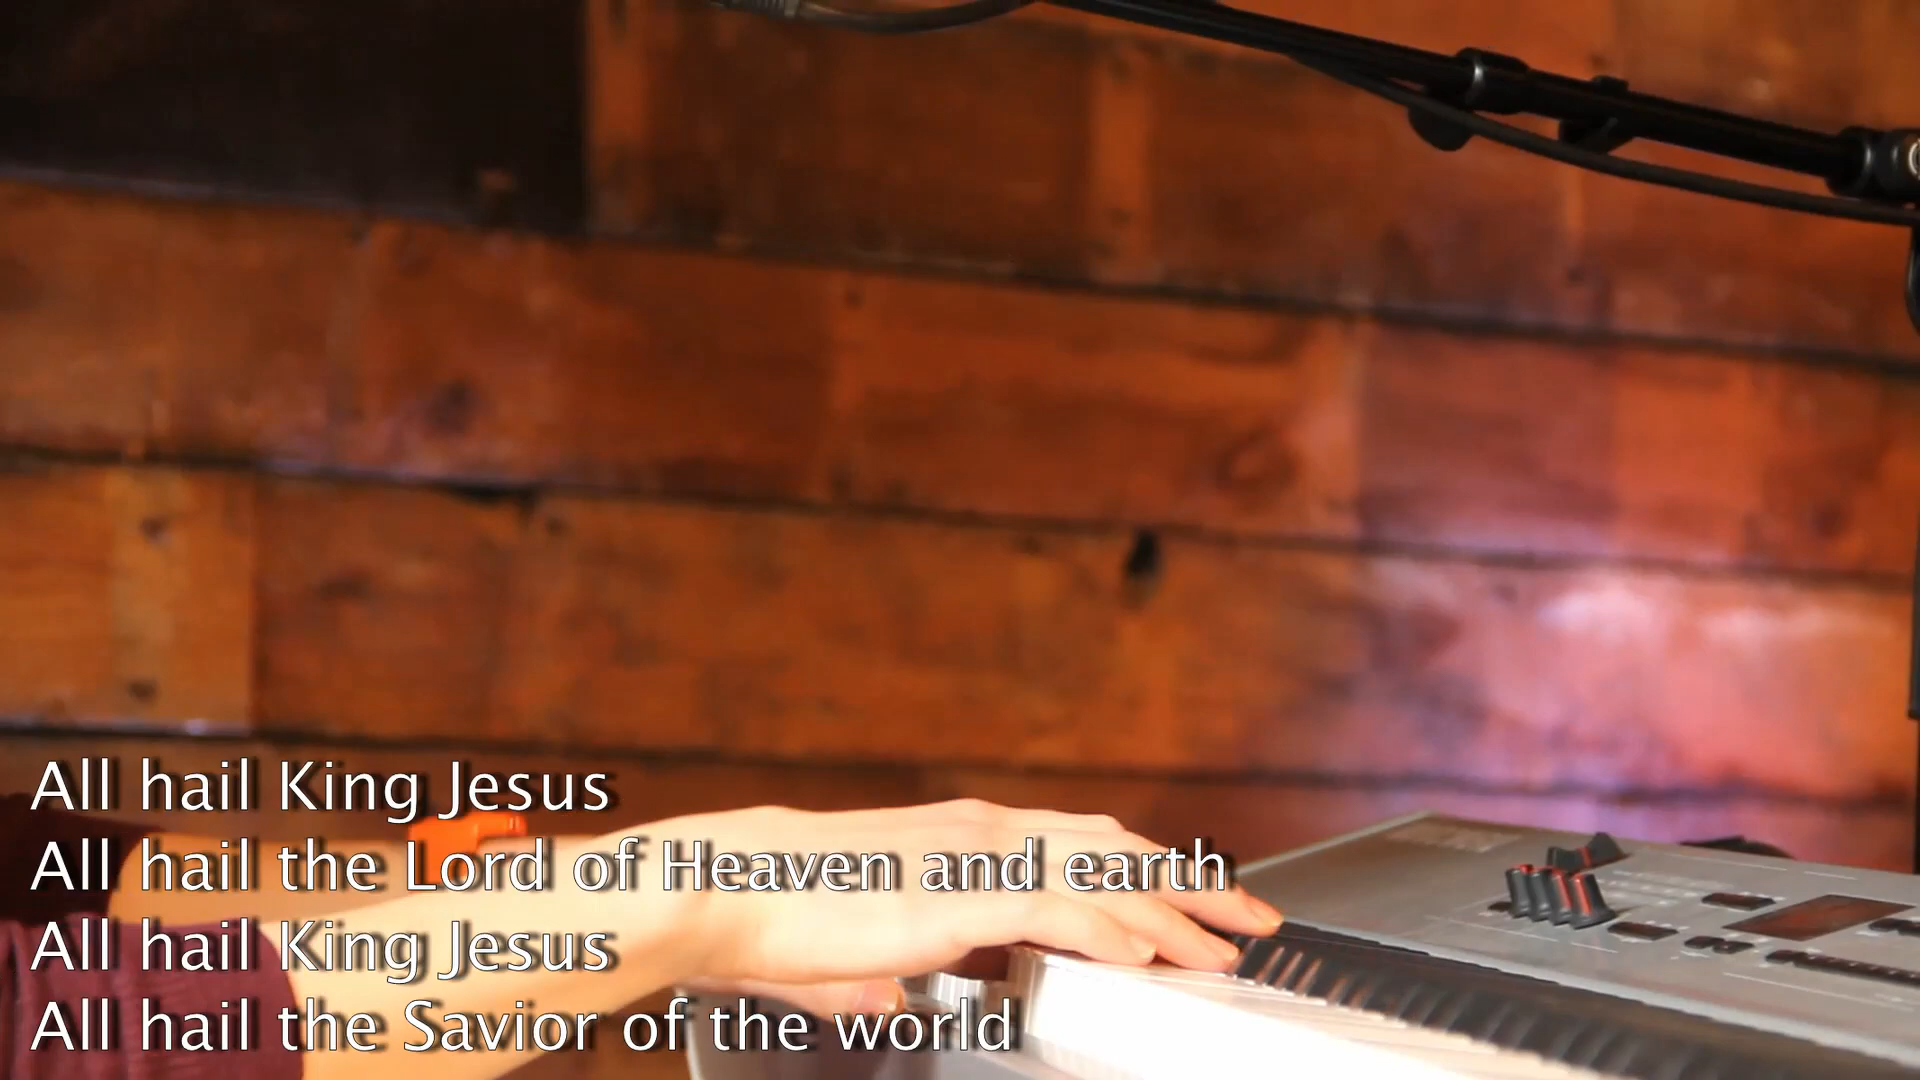 All hail King Jesus
All hail the Lord of Heaven and earth
All hail King Jesus
All hail the Savior of the world